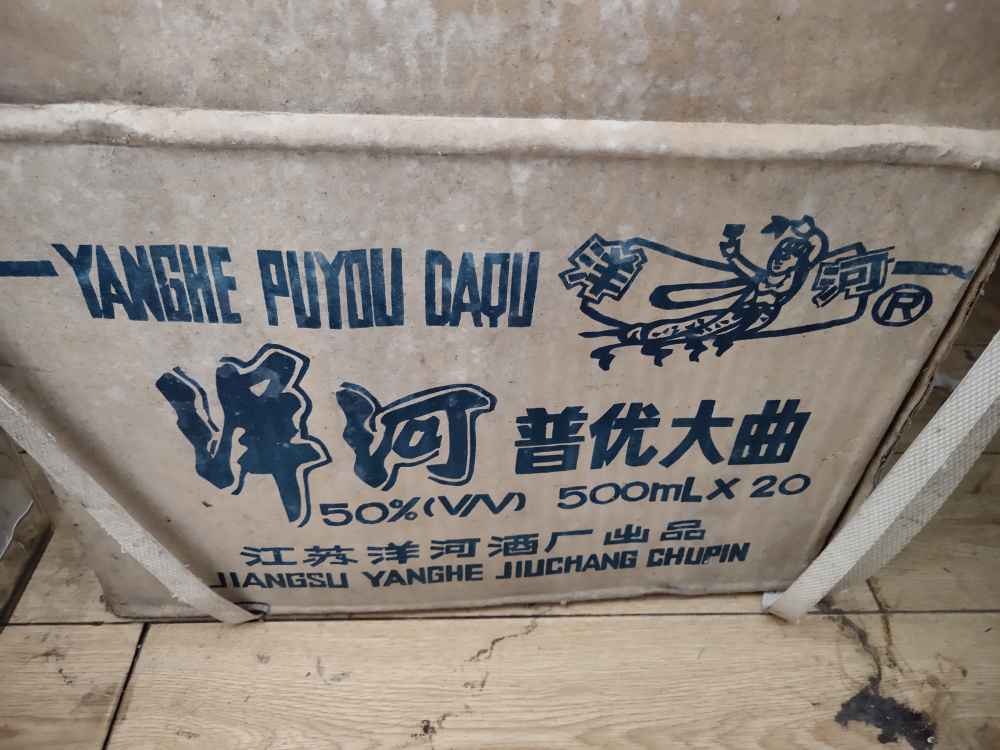 YANGHE PUYOU DAQU
洋河®
洋河 普优大曲
50%(V/V) 500mL X 20
江苏洋河酒厂出品
JIANGSU YANGHE JIUCHANG CHUPIN